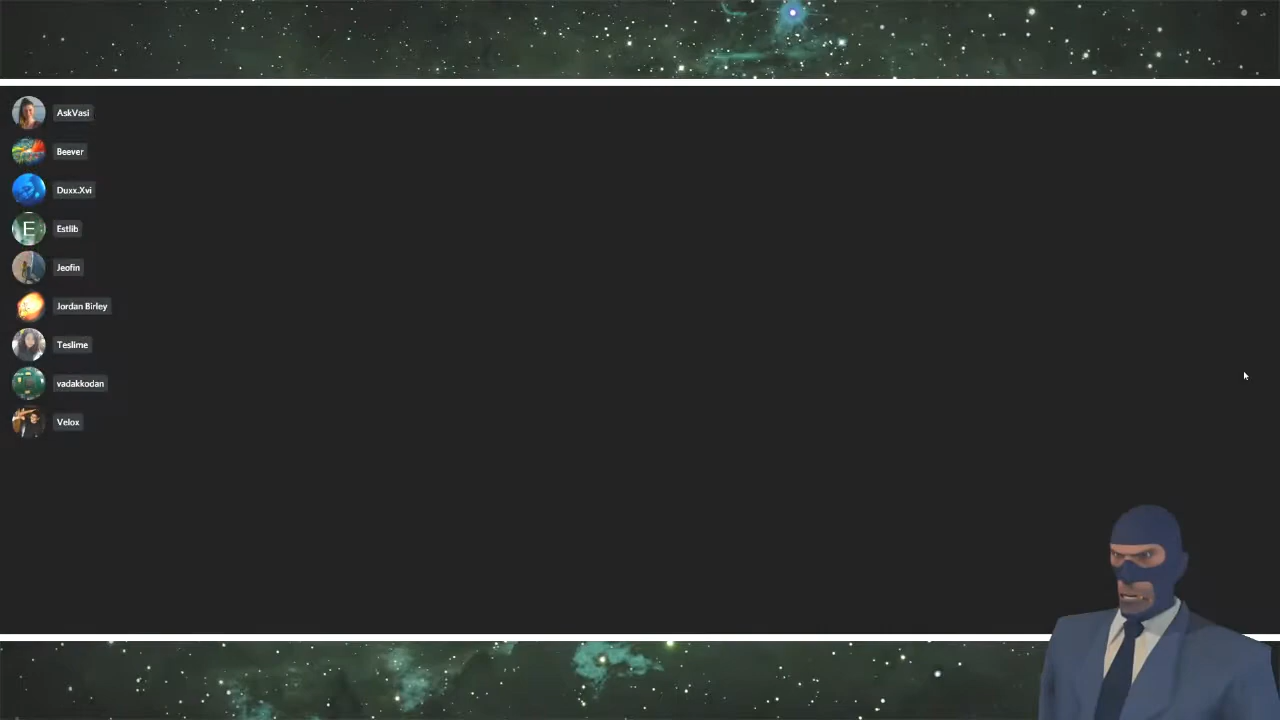 AskVasi
Beever
Duxx.Xvi
E
Estlib
Jeofin
Jordan Birley
Teslime
vadakkodan
Velox